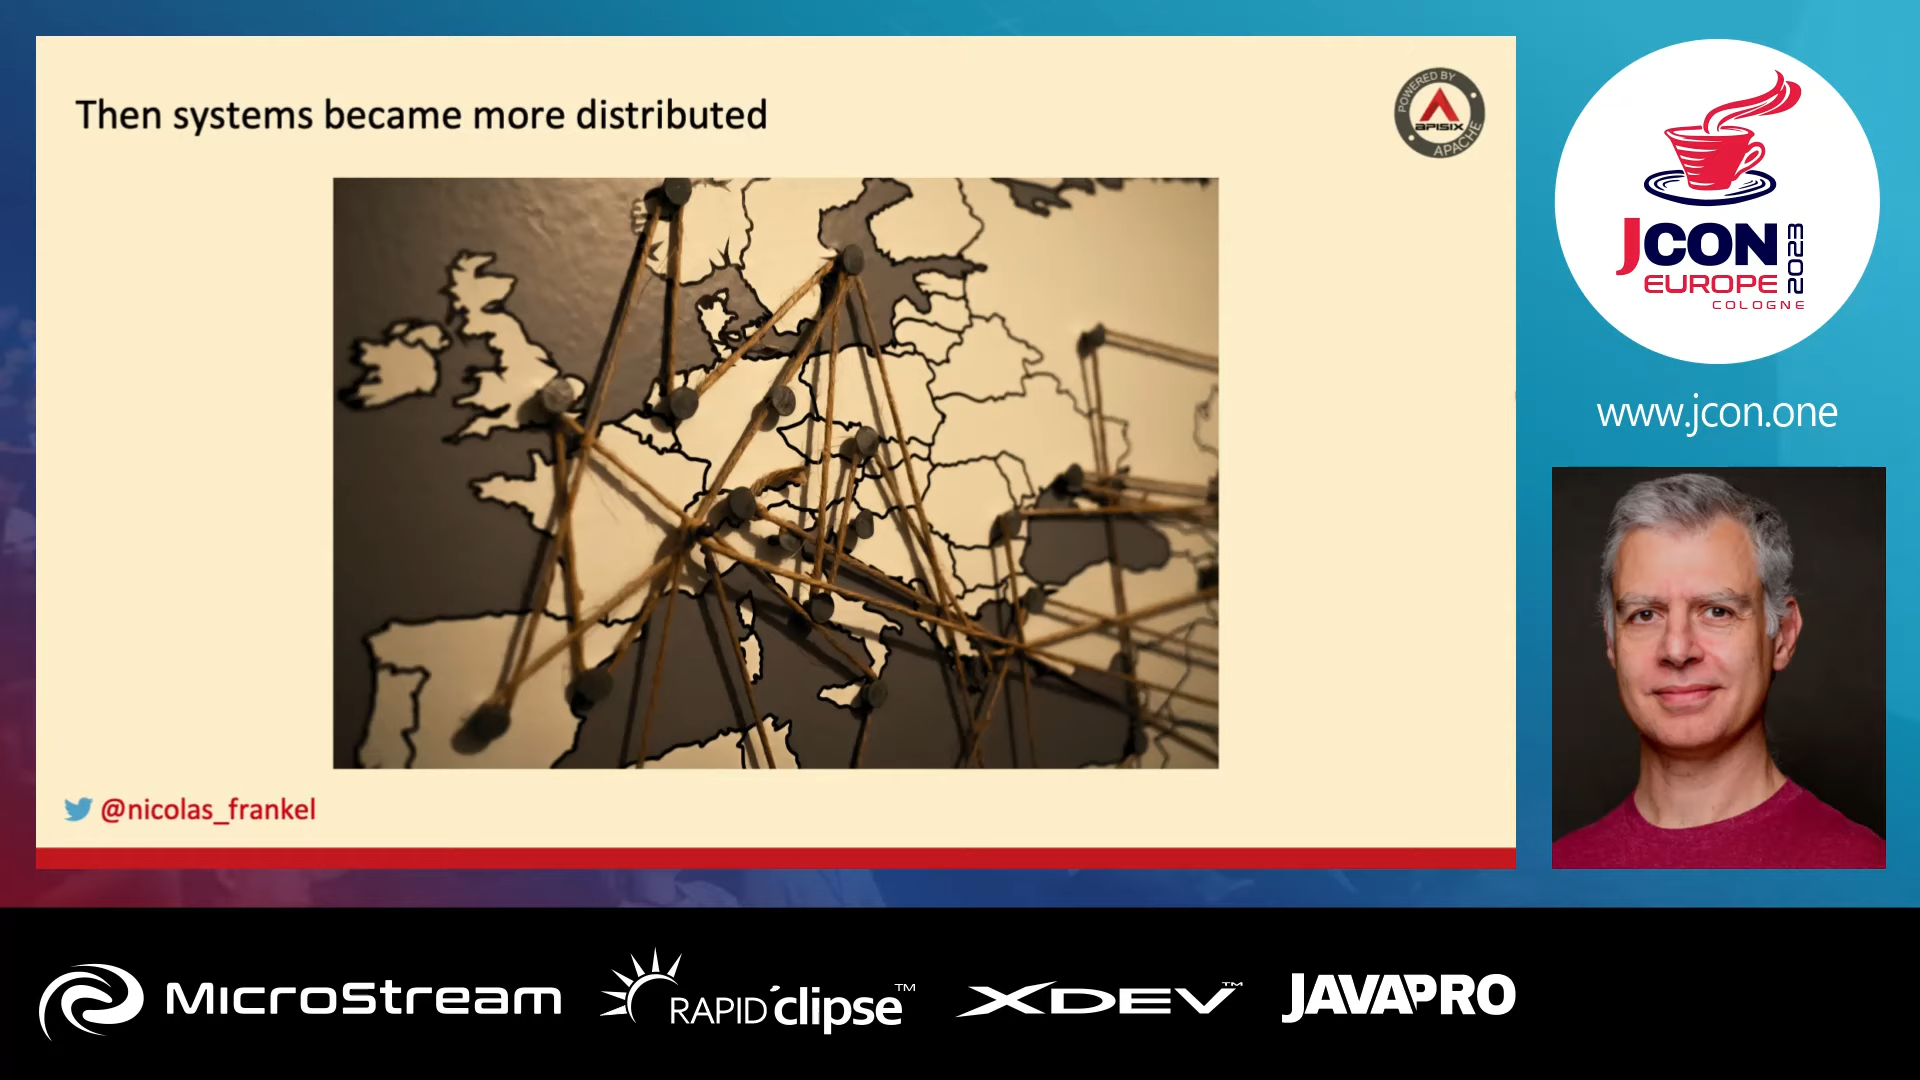 Then systems became more distributed
POWERED BY
APISIX
APACHE
@nicolas_frankel
JCON
EUROPE
2023
COLOGNE
www.jcon.one
MicroStream
RAPID'clipse™
XDEV™
JAVAPRO